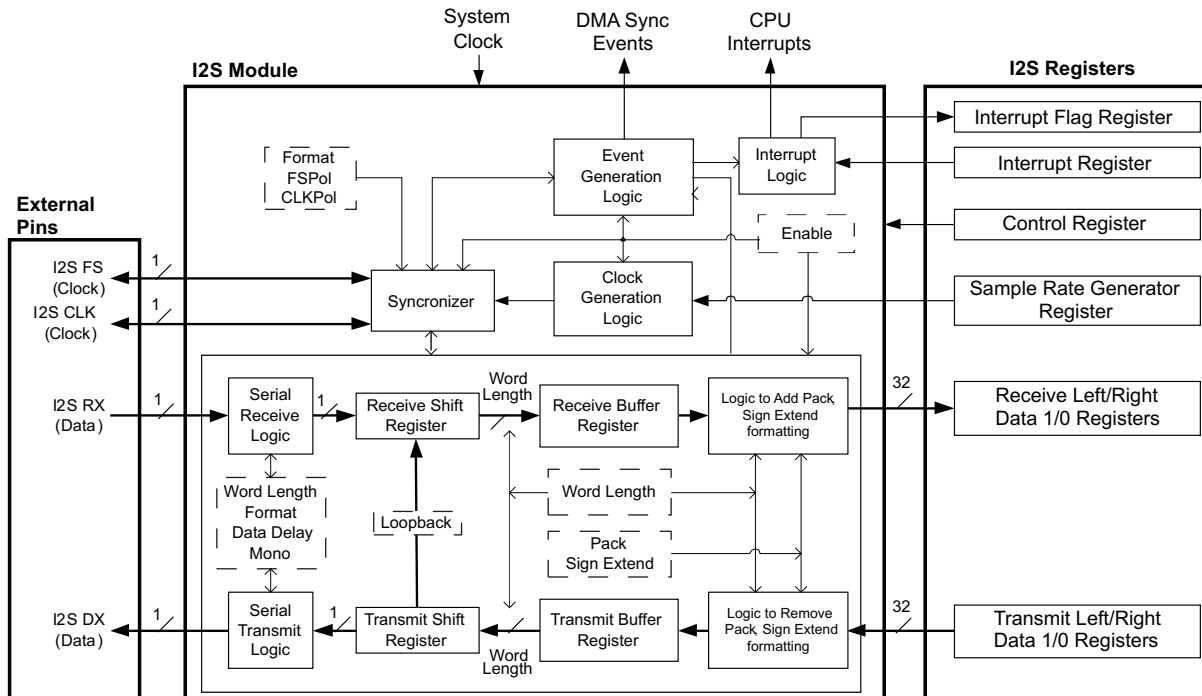 System
Clock
DMA Sync
Events
CPU
Interrupts
I2S Module
I2S Registers
Interrupt Flag Register
Interrupt Register
Control Register
Sample Rate Generator
Register
Format
FSPol
CLKPol
Event
Generation
Logic
Interrupt
Logic
Enable
External
Pins
I2S FS
(Clock)
1
I2S CLK
(Clock)
1
Syncronizer
Clock
Generation
Logic
I2S RX
(Data)
1
Serial
Receive
Logic
1
Receive Shift
Register
Word
Length
Receive Buffer
Register
Logic to Add Pack,
Sign Extend
formatting
32
Receive Left/Right
Data 1/0 Registers
Word Length
Format
Data Delay
Mono
Loopback
Word Length
Pack
Sign Extend
I2S DX
(Data)
1
Serial
Transmit
Logic
1
Transmit Shift
Register
Word
Length
Transmit Buffer
Register
Logic to Remove
Pack, Sign Extend
formatting
32
Transmit Left/Right
Data 1/0 Registers